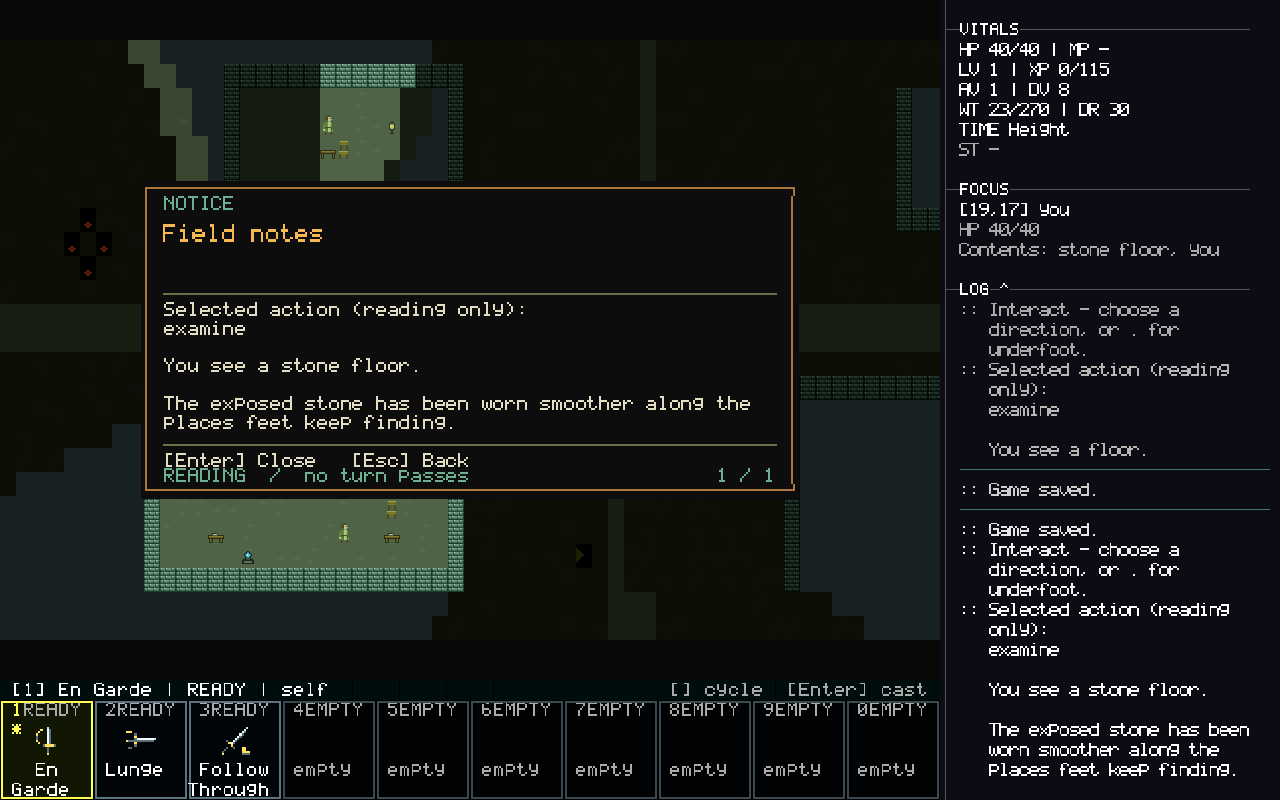 NOTICE
Field notes
Selected action (reading only):
examine
You see a stone floor.
The exposed stone has been worn smoother along the
places feet keep finding.
[Enter] Close [Esc] Back
READING / no turn passes 1 / 1
[1] En Garde | READY | self [] cycle [Enter] cast
1READY 2READY 3READY 4EMPTY 5EMPTY 6EMPTY 7EMPTY 8EMPTY 9EMPTY 0EMPTY
*
En Garde
Lunge
Follow Through
empty empty empty empty empty empty empty
VITALS
HP 40/40 | MP -
LV 1 | XP 0/115
AV 1 | DV 8
WT 23/270 | DR 30
TIME Height
ST -
FOCUS
[19,17] You
HP 40/40
Contents: stone floor, You
LOG ^
:: Interact - choose a
direction, or . for
underfoot.
:: Selected action (reading
only):
examine
You see a floor.
:: Game saved.
:: Game saved.
:: Interact - choose a
direction, or . for
underfoot.
:: Selected action (reading
only):
examine
You see a stone floor.
The exposed stone has been
worn smoother along the
places feet keep finding.